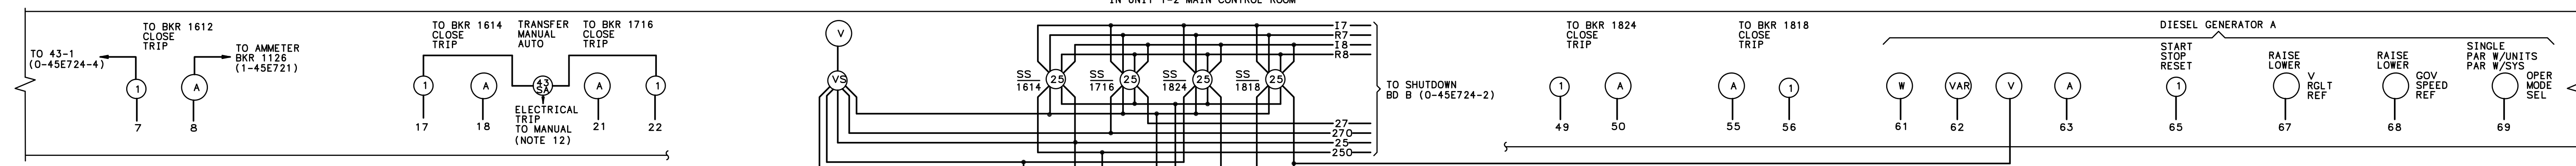 IN UNIT 1-2 MAIN CONTROL ROOM
TO 43-1
(0-45E724-4)
TO BKR 1612
CLOSE
TRIP
1
7
A
8
TO AMMETER
BKR 1126
(1-45E721)
TO BKR 1614
CLOSE
TRIP
1
17
A
18
TRANSFER
MANUAL
AUTO
43
SA
ELECTRICAL
TRIP
TO MANUAL
(NOTE 12)
TO BKR 1716
CLOSE
TRIP
A
21
1
22
V
VS
SS
1614
25
SS
1716
25
SS
1824
25
SS
1818
25
I7
R7
I8
R8
27
270
25
250
TO SHUTDOWN
BD B (0-45E724-2)
TO BKR 1824
CLOSE
TRIP
1
49
A
50
TO BKR 1818
CLOSE
TRIP
A
55
1
56
DIESEL GENERATOR A
W
61
VAR
62
V
A
63
START
STOP
RESET
1
65
RAISE
LOWER
V
RGLT
REF
67
RAISE
LOWER
GOV
SPEED
REF
68
SINGLE
PAR W/UNITS
PAR W/SYS
OPER
MODE
SEL
69